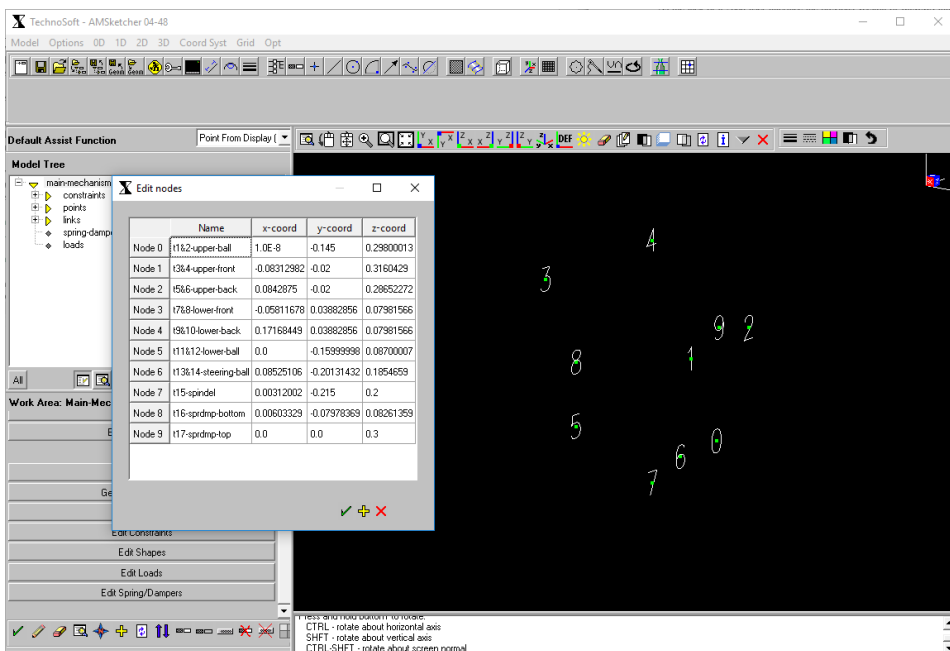 TechnoSoft - AMSketcher 04-48
Model Options 0D 1D 2D 3D Coord Syst Grid Opt
Default Assist Function
Point From Display (
DEF
Model Tree
main-mechanism
constraints
points
links
spring-dampe
loads
All
Work Area: Main-Mec
E
Ge
Edit Constraints
Edit Shapes
Edit Loads
Edit Spring/Dampers
Edit nodes
Name x-coord y-coord z-coord
Node 0 t1&2-upper-ball 1.0E-8 -0.145 0.29800013
Node 1 t3&4-upper-front -0.08312982 -0.02 0.3160429
Node 2 t5&6-upper-back 0.0842875 -0.02 0.28652272
Node 3 t7&8-lower-front -0.05811678 0.03882856 0.07981566
Node 4 t9&10-lower-back 0.17168449 0.03882856 0.07981566
Node 5 t11&12-lower-ball 0.0 -0.15999998 0.08700007
Node 6 t13&14-steering-ball 0.08525106 -0.20131432 0.1854659
Node 7 t15-spindel 0.00312002 -0.215 0.2
Node 8 t16-sprdmp-bottom 0.00603329 -0.07978369 0.08261359
Node 9 t17-sprdmp-top 0.0 0.0 0.3
4
3
9 2
8 1
5
0
6
7
Press and hold button to rotate.
CTRL - rotate about horizontal axis
SHFT - rotate about vertical axis
CTRL-SHFT - rotate about screen normal